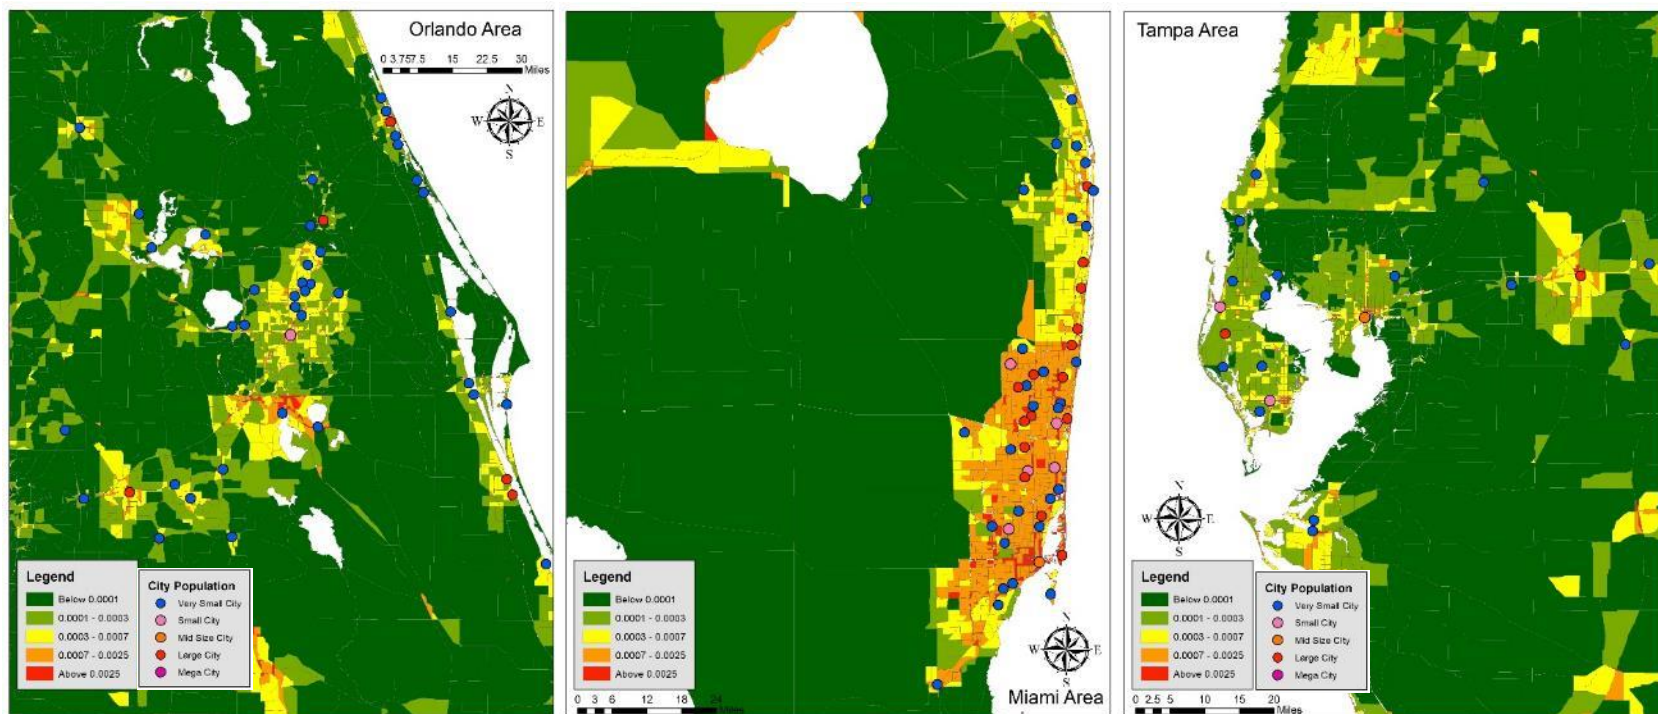 Orlando Area
0 3.75 7.5 15 22.5 30
Miles
N
W E
S
Legend
Below 0.0001
0.0001 - 0.0003
0.0003 - 0.0007
0.0007 - 0.0025
Above 0.0025
City Population
Very Small City
Small City
Mid Size City
Large City
Mega City
Legend
Below 0.0001
0.0001 - 0.0003
0.0003 - 0.0007
0.0007 - 0.0025
Above 0.0025
N
W E
S
Miami Area
0 3 6 12 18 24
Miles
Tampa Area
N
W E
S
Legend
Below 0.0001
0.0001 - 0.0003
0.0003 - 0.0007
0.0007 - 0.0025
Above 0.0025
City Population
Very Small City
Small City
Mid Size City
Large City
Mega City
0 2.5 5 10 15 20
Miles